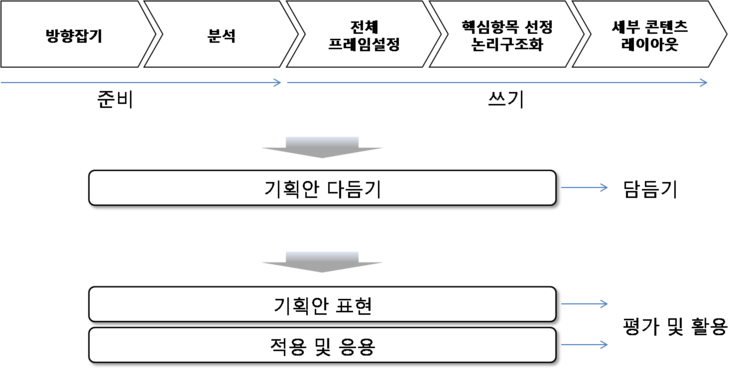 방향잡기
분석
전체
프레임설정
핵심항목 선정
논리구조화
세부 콘텐츠
레이아웃
준비
쓰기
기획안 다듬기
담듬기
기획안 표현
적용 및 응용
평가 및 활용